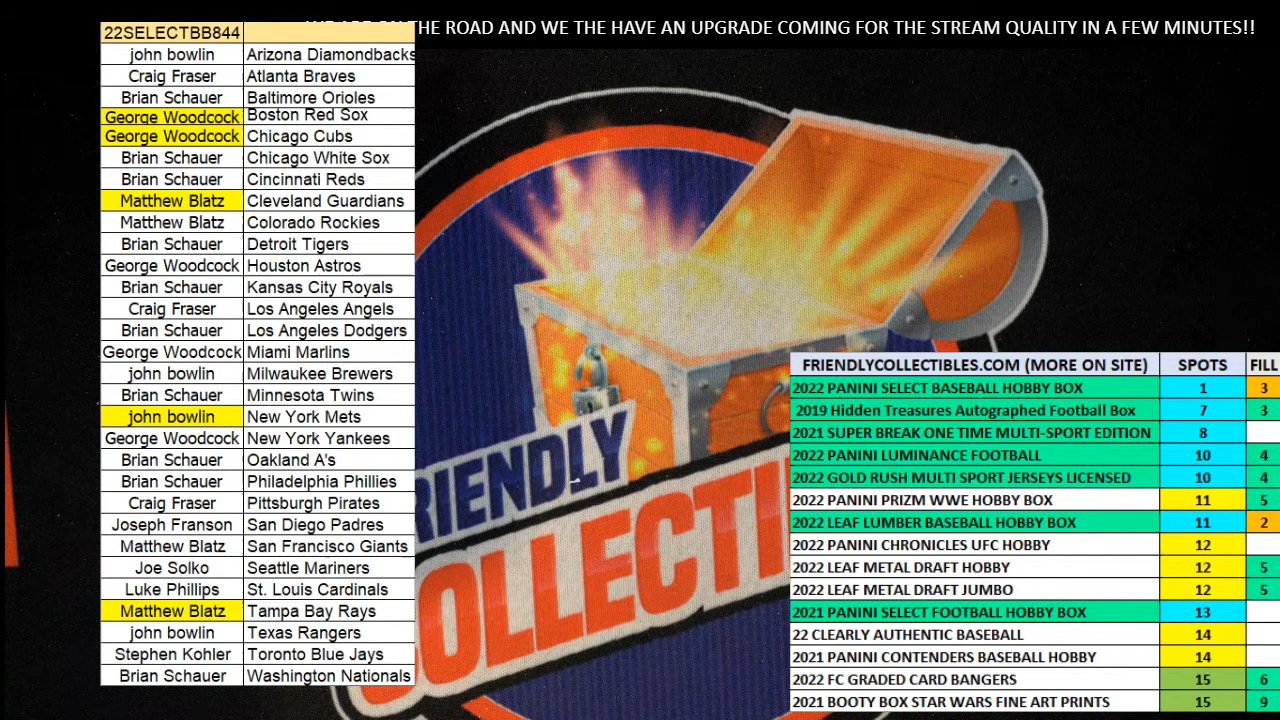 THE ROAD AND WE THE HAVE AN UPGRADE COMING FOR THE STREAM QUALITY IN A FEW MINUTES!!
22SELECTBB844
john bowlin Arizona Diamondbacks
Craig Fraser Atlanta Braves
Brian Schauer Baltimore Orioles
George Woodcock Boston Red Sox
George Woodcock Chicago Cubs
Brian Schauer Chicago White Sox
Brian Schauer Cincinnati Reds
Matthew Blatz Cleveland Guardians
Matthew Blatz Colorado Rockies
Brian Schauer Detroit Tigers
George Woodcock Houston Astros
Brian Schauer Kansas City Royals
Craig Fraser Los Angeles Angels
Brian Schauer Los Angeles Dodgers
George Woodcock Miami Marlins
john bowlin Milwaukee Brewers
Brian Schauer Minnesota Twins
john bowlin New York Mets
George Woodcock New York Yankees
Brian Schauer Oakland A's
Brian Schauer Philadelphia Phillies
Craig Fraser Pittsburgh Pirates
Joseph Franson San Diego Padres
Matthew Blatz San Francisco Giants
Joe Solko Seattle Mariners
Luke Phillips St. Louis Cardinals
Matthew Blatz Tampa Bay Rays
john bowlin Texas Rangers
Stephen Kohler Toronto Blue Jays
Brian Schauer Washington Nationals
RIENDLY
COLLECTI
FRIENDLYCOLLECTIBLES.COM (MORE ON SITE) SPOTS FILL
2022 PANINI SELECT BASEBALL HOBBY BOX 1 3
2019 Hidden Treasures Autographed Football Box 7 3
2021 SUPER BREAK ONE TIME MULTI-SPORT EDITION 8
2022 PANINI LUMINANCE FOOTBALL 10 4
2022 GOLD RUSH MULTI SPORT JERSEYS LICENSED 10 4
2022 PANINI PRIZM WWE HOBBY BOX 11 5
2022 LEAF LUMBER BASEBALL HOBBY BOX 11 2
2022 PANINI CHRONICLES UFC HOBBY 12
2022 LEAF METAL DRAFT HOBBY 12 5
2022 LEAF METAL DRAFT JUMBO 12 5
2021 PANINI SELECT FOOTBALL HOBBY BOX 13
22 CLEARLY AUTHENTIC BASEBALL 14
2021 PANINI CONTENDERS BASEBALL HOBBY 14
2022 FC GRADED CARD BANGERS 15 6
2021 BOOTY BOX STAR WARS FINE ART PRINTS 15 9